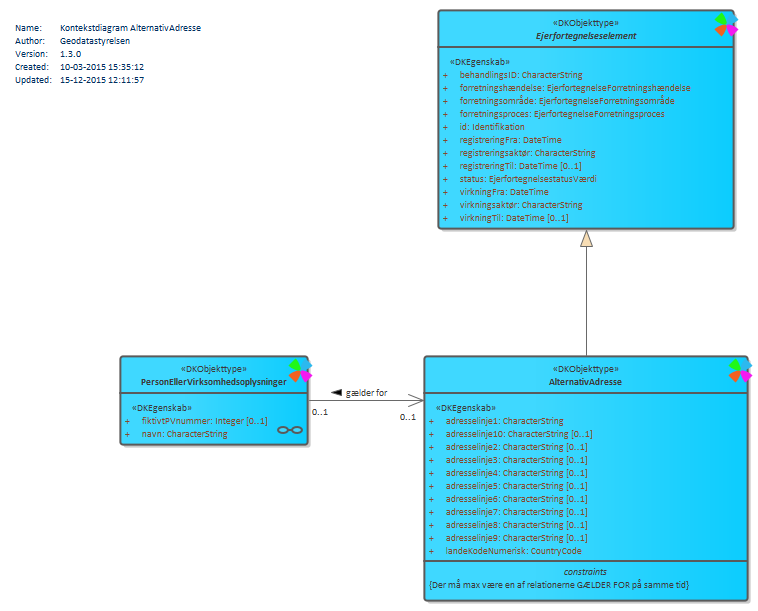 Name: Kontekstdiagram AlternativAdresse
Author: Geodatastyrelsen
Version: 1.3.0
Created: 10-03-2015 15:35:12
Updated: 15-12-2015 12:11:57
«DKObjekttype»
Ejerfortegnelseselement
«DKEgenskab»
+ behandlingsID: CharacterString
+ forretningshændelse: EjerfortegnelseForretningshændelse
+ forretningsområde: EjerfortegnelseForretningsområde
+ forretningsproces: EjerfortegnelseForretningsproces
+ id: Identifikation
+ registreringFra: DateTime
+ registreringsaktør: CharacterString
+ registreringTil: DateTime [0..1]
+ status: EjerfortegnelsestatusVærdi
+ virkningFra: DateTime
+ virkningsaktør: CharacterString
+ virkningTil: DateTime [0..1]
«DKObjekttype»
PersonEllerVirksomhedsoplysninger
«DKEgenskab»
+ fiktivtPVnummer: Integer [0..1]
+ navn: CharacterString
gælder for
0..1
0..1
«DKObjekttype»
AlternativAdresse
«DKEgenskab»
+ adresselinje1: CharacterString
+ adresselinje10: CharacterString [0..1]
+ adresselinje2: CharacterString [0..1]
+ adresselinje3: CharacterString [0..1]
+ adresselinje4: CharacterString [0..1]
+ adresselinje5: CharacterString [0..1]
+ adresselinje6: CharacterString [0..1]
+ adresselinje7: CharacterString [0..1]
+ adresselinje8: CharacterString [0..1]
+ adresselinje9: CharacterString [0..1]
+ landeKodeNumerisk: CountryCode
constraints
{Der må max være en af relationerne GÆLDER FOR på samme tid}